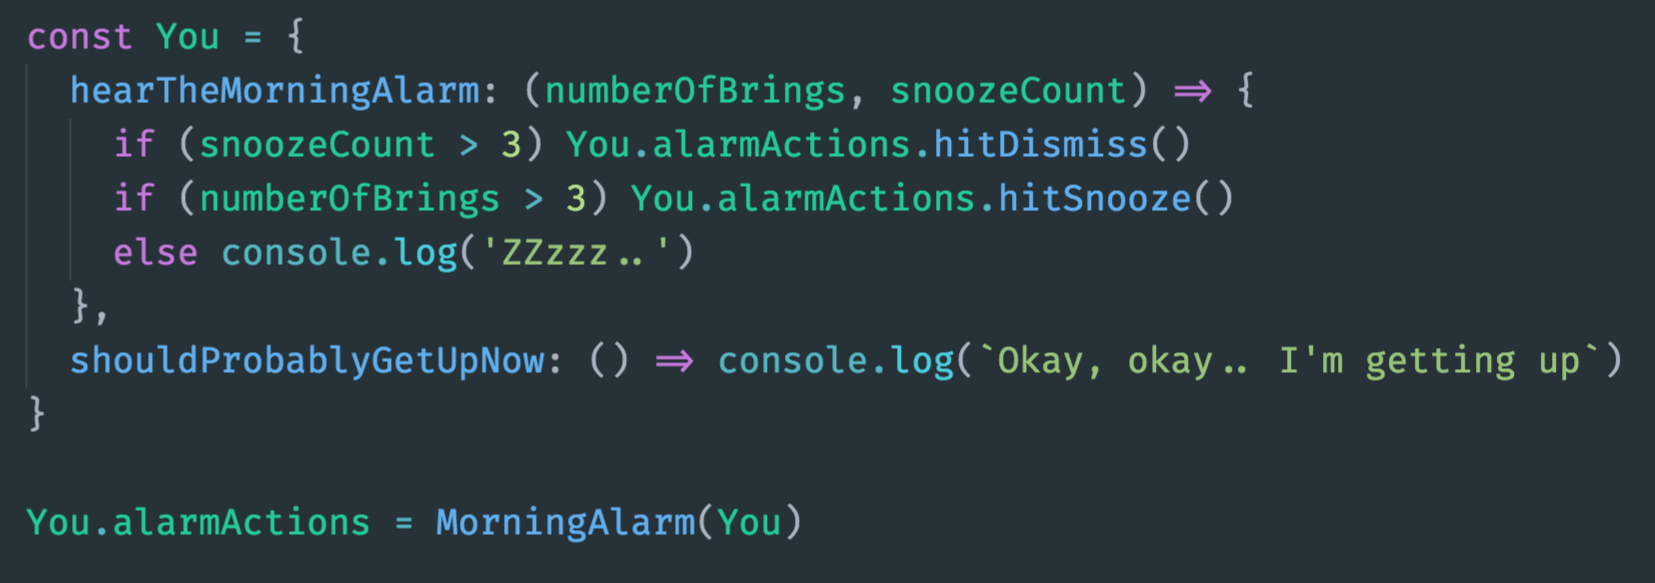 const You = {
  hearTheMorningAlarm: (numberOfBrings, snoozeCount) => {
    if (snoozeCount > 3) You.alarmActions.hitDismiss()
    if (numberOfBrings > 3) You.alarmActions.hitSnooze()
    else console.log('ZZzzz..')
  },
  shouldProbablyGetUpNow: () => console.log(`Okay, okay.. I'm getting up`)
}
You.alarmActions = MorningAlarm(You)